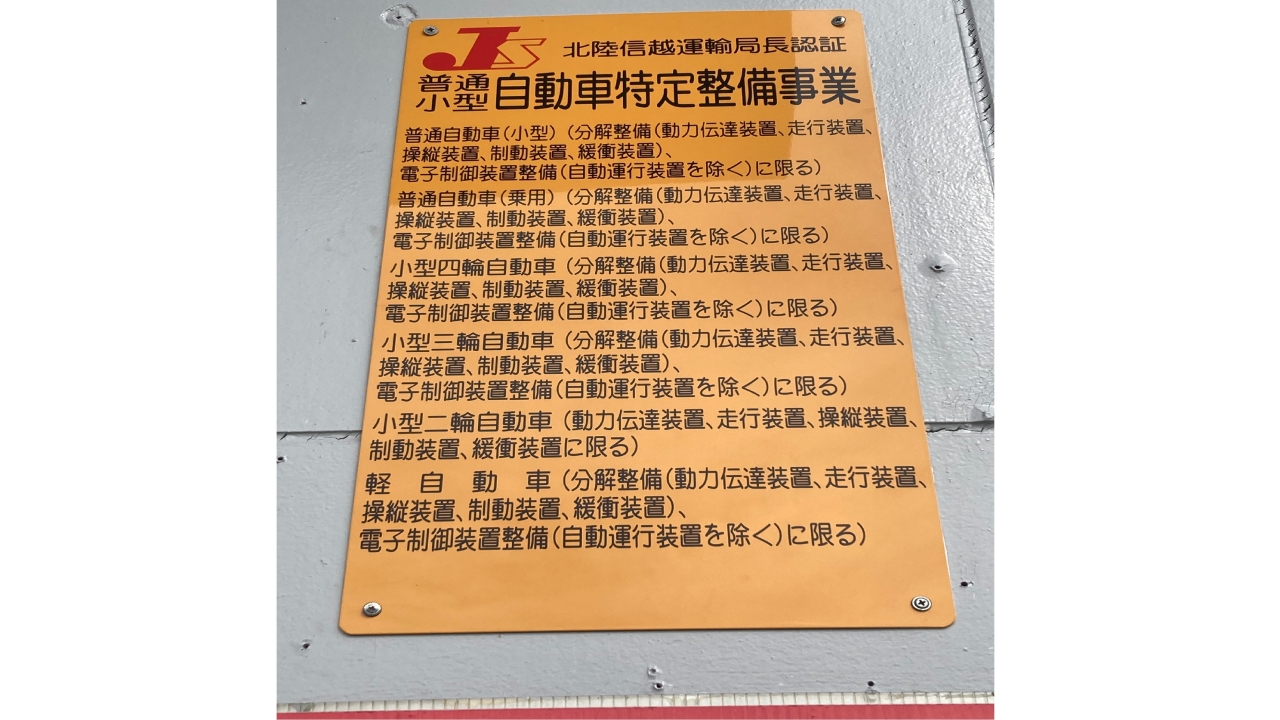 JS 北陸信越運輸局長認証
普通
小型 自動車特定整備事業
普通自動車(小型)(分解整備(動力伝達装置、走行装置、
操縦装置、制動装置、緩衝装置)、
電子制御装置整備(自動運行装置を除く)に限る)
普通自動車(乗用)(分解整備(動力伝達装置、走行装置、
操縦装置、制動装置、緩衝装置)、
電子制御装置整備(自動運行装置を除く)に限る)
小型四輪自動車(分解整備(動力伝達装置、走行装置、
操縦装置、制動装置、緩衝装置)、
電子制御装置整備(自動運行装置を除く)に限る)
小型三輪自動車(分解整備(動力伝達装置、走行装置、
操縦装置、制動装置、緩衝装置)、
電子制御装置整備(自動運行装置を除く)に限る)
小型二輪自動車(動力伝達装置、走行装置、操縦装置、
制動装置、緩衝装置に限る)
軽自動車(分解整備(動力伝達装置、走行装置、
操縦装置、制動装置、緩衝装置)、
電子制御装置整備(自動運行装置を除く)に限る)